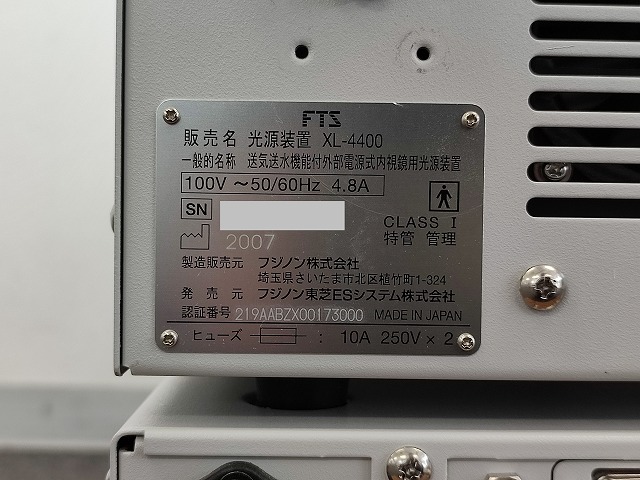 FTS
販売名 光源装置 XL-4400
一般的名称 送気送水機能付外部電源式内視鏡用光源装置
100V ～50/60Hz 4.8A
SN
CLASS I
2007
特管 管理
製造販売元 フジノン株式会社
埼玉県さいたま市北区植竹町1-324
発売元 フジノン東芝ESシステム株式会社
認証番号 219AABZX00173000 MADE IN JAPAN
ヒューズ : 10A 250V × 2